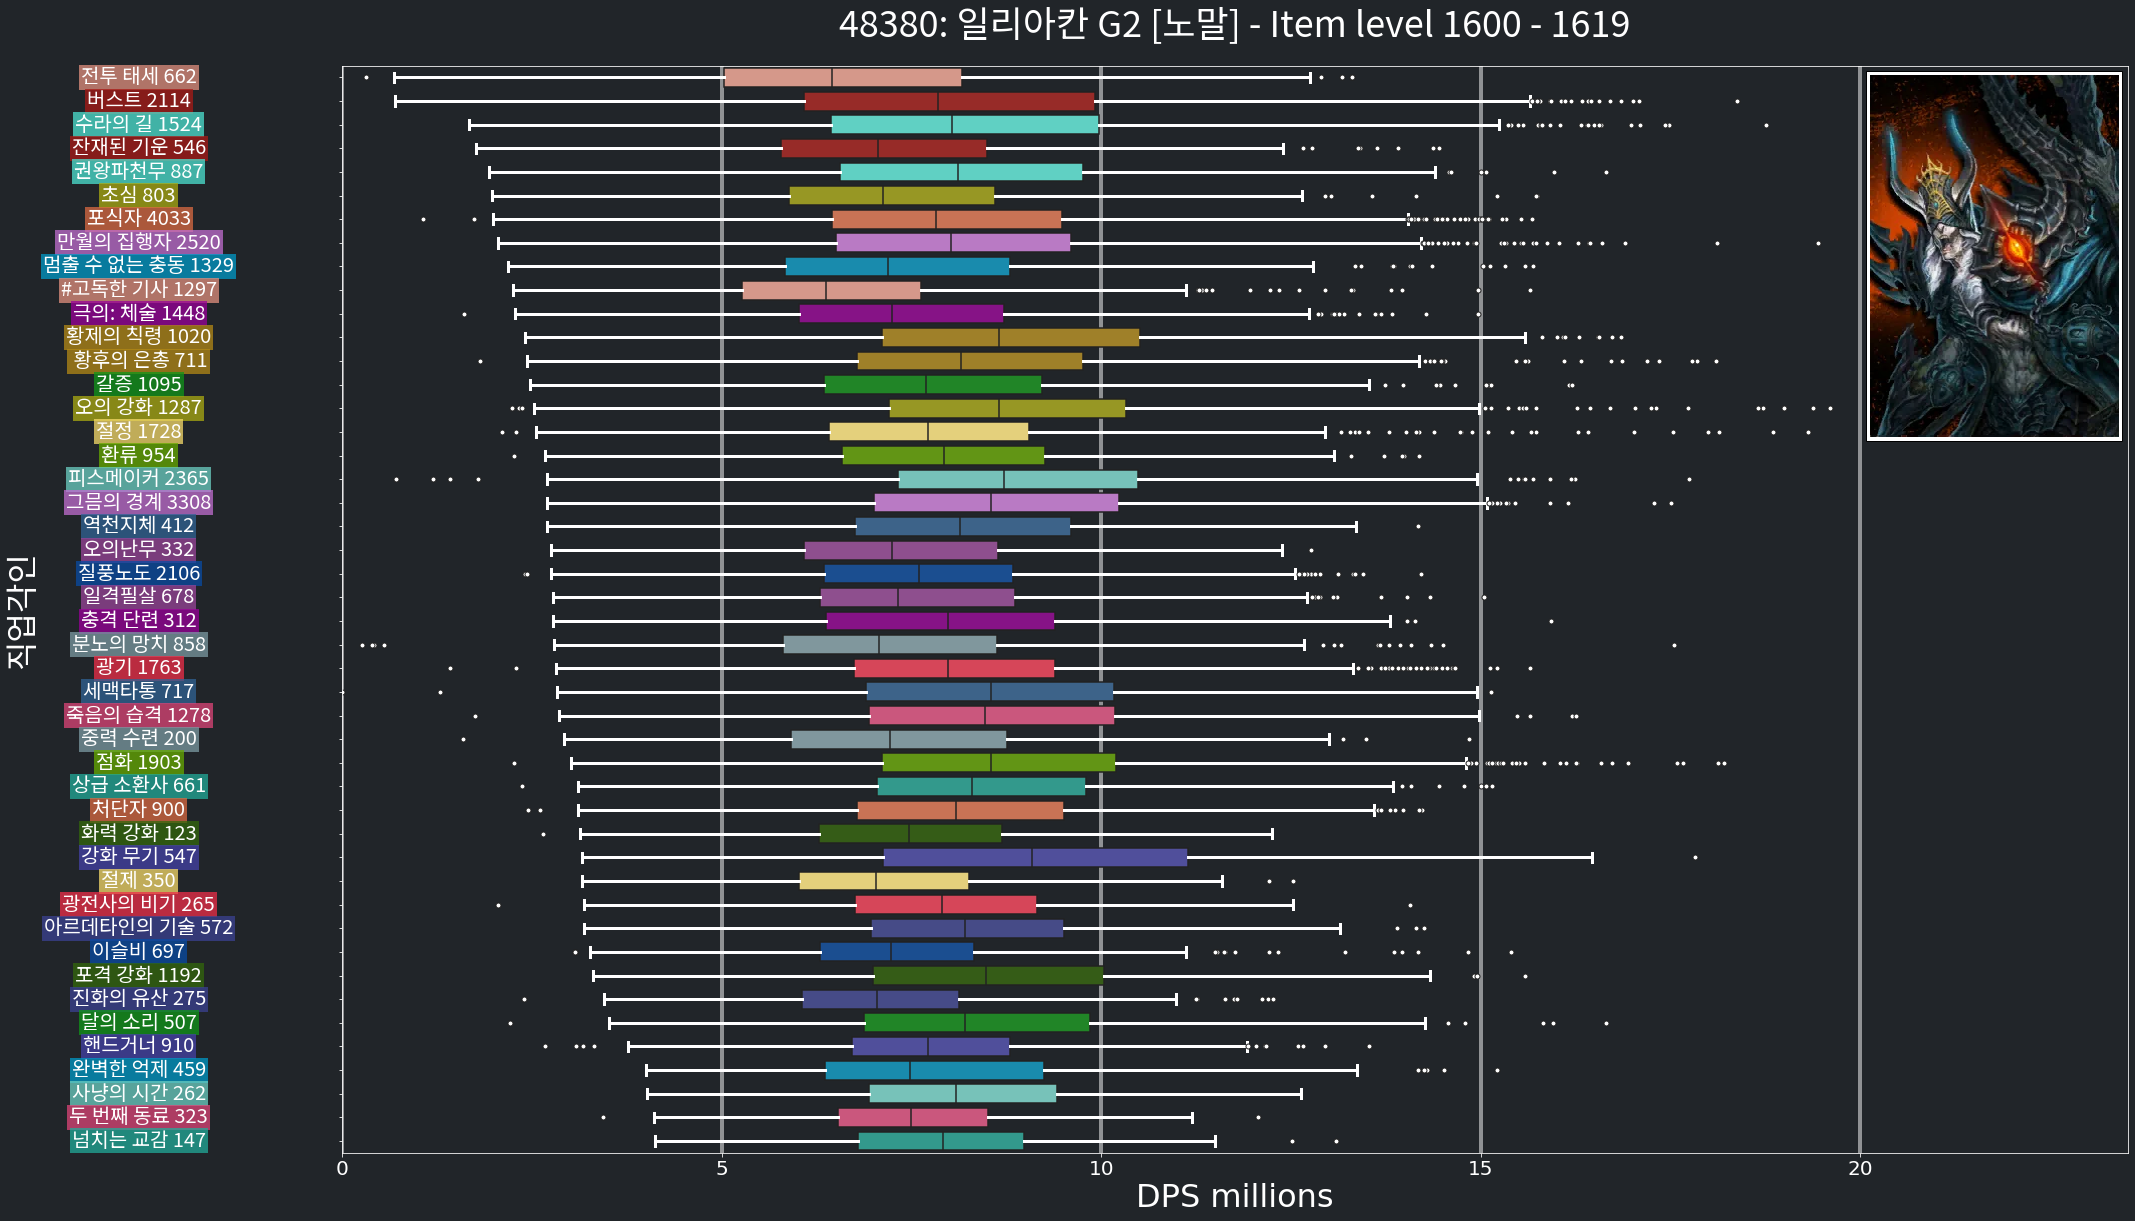 48380: 일리아칸 G2 [노말] - Item level 1600 - 1619
직업각인
전투 태세 662
버스트 2114
수라의 길 1524
잔재된 기운 546
권왕파천무 887
초심 803
포식자 4033
만월의 집행자 2520
멈출 수 없는 충동 1329
#고독한 기사 1297
극의: 체술 1448
황제의 칙령 1020
황후의 은총 711
갈증 1095
오의 강화 1287
절정 1728
환류 954
피스메이커 2365
그믐의 경계 3308
역천지체 412
오의난무 332
질풍노도 2106
일격필살 678
충격 단련 312
분노의 망치 858
광기 1763
세맥타통 717
죽음의 습격 1278
중력 수련 200
점화 1903
상급 소환사 661
처단자 900
화력 강화 123
강화 무기 547
절제 350
광전사의 비기 265
아르데타인의 기술 572
이슬비 697
포격 강화 1192
진화의 유산 275
달의 소리 507
핸드거너 910
완벽한 억제 459
사냥의 시간 262
두 번째 동료 323
넘치는 교감 147
0 5 10 15 20
DPS millions